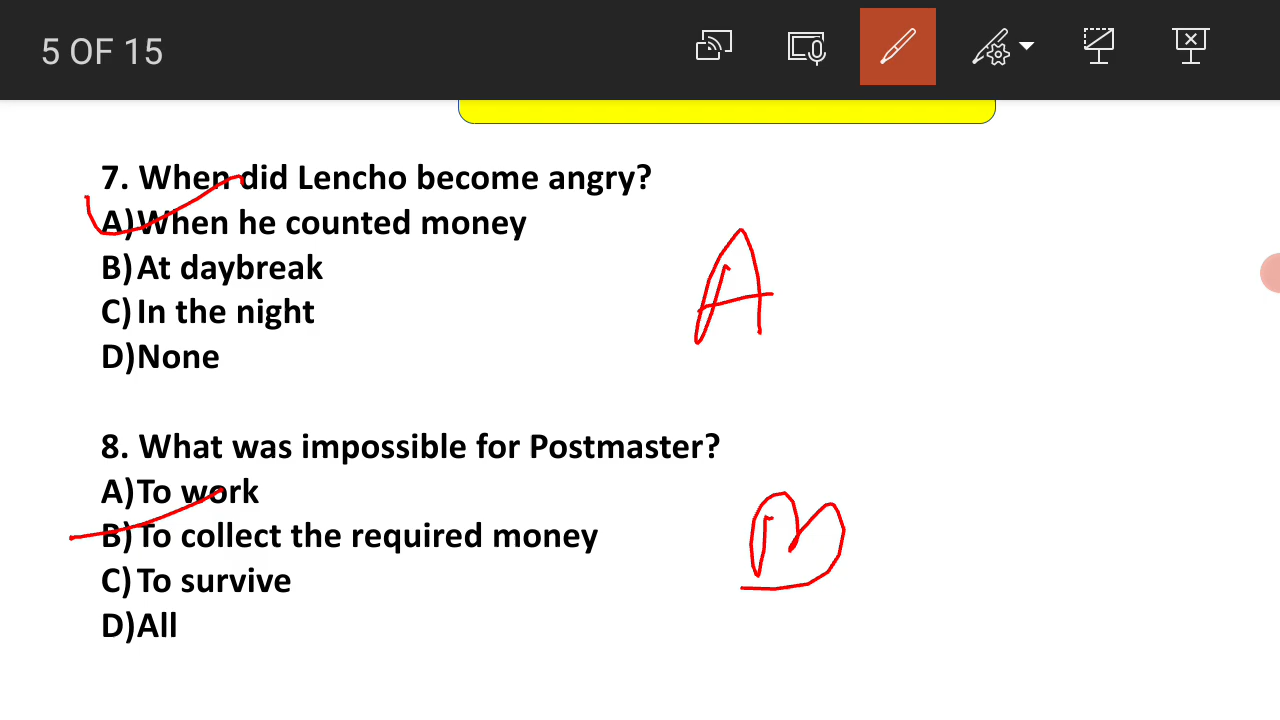 5 OF 15
7. When did Lencho become angry?
A) When he counted money
B) At daybreak
C) In the night
D) None
A
8. What was impossible for Postmaster?
A) To work
B) To collect the required money
C) To survive
D) All
B